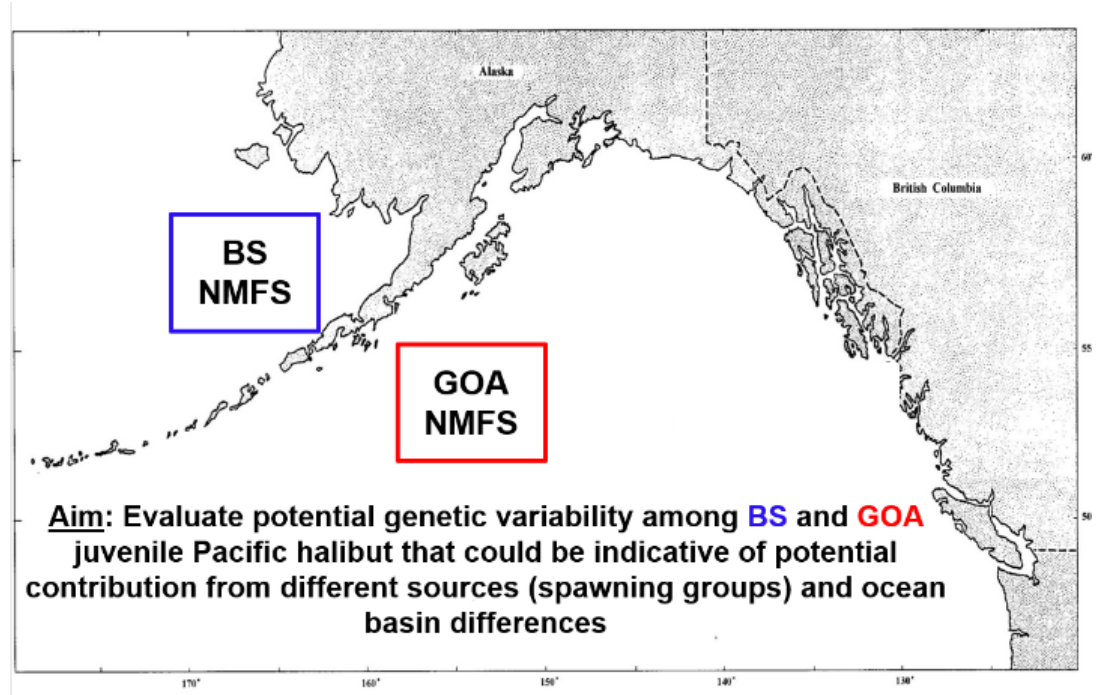 Alaska
60°
British Columbia
BS
NMFS
55
GOA
NMFS
Aim: Evaluate potential genetic variability among BS and GOA
50
juvenile Pacific halibut that could be indicative of potential
contribution from different sources (spawning groups) and ocean
basin differences
170°
160°
150°
140°
130°